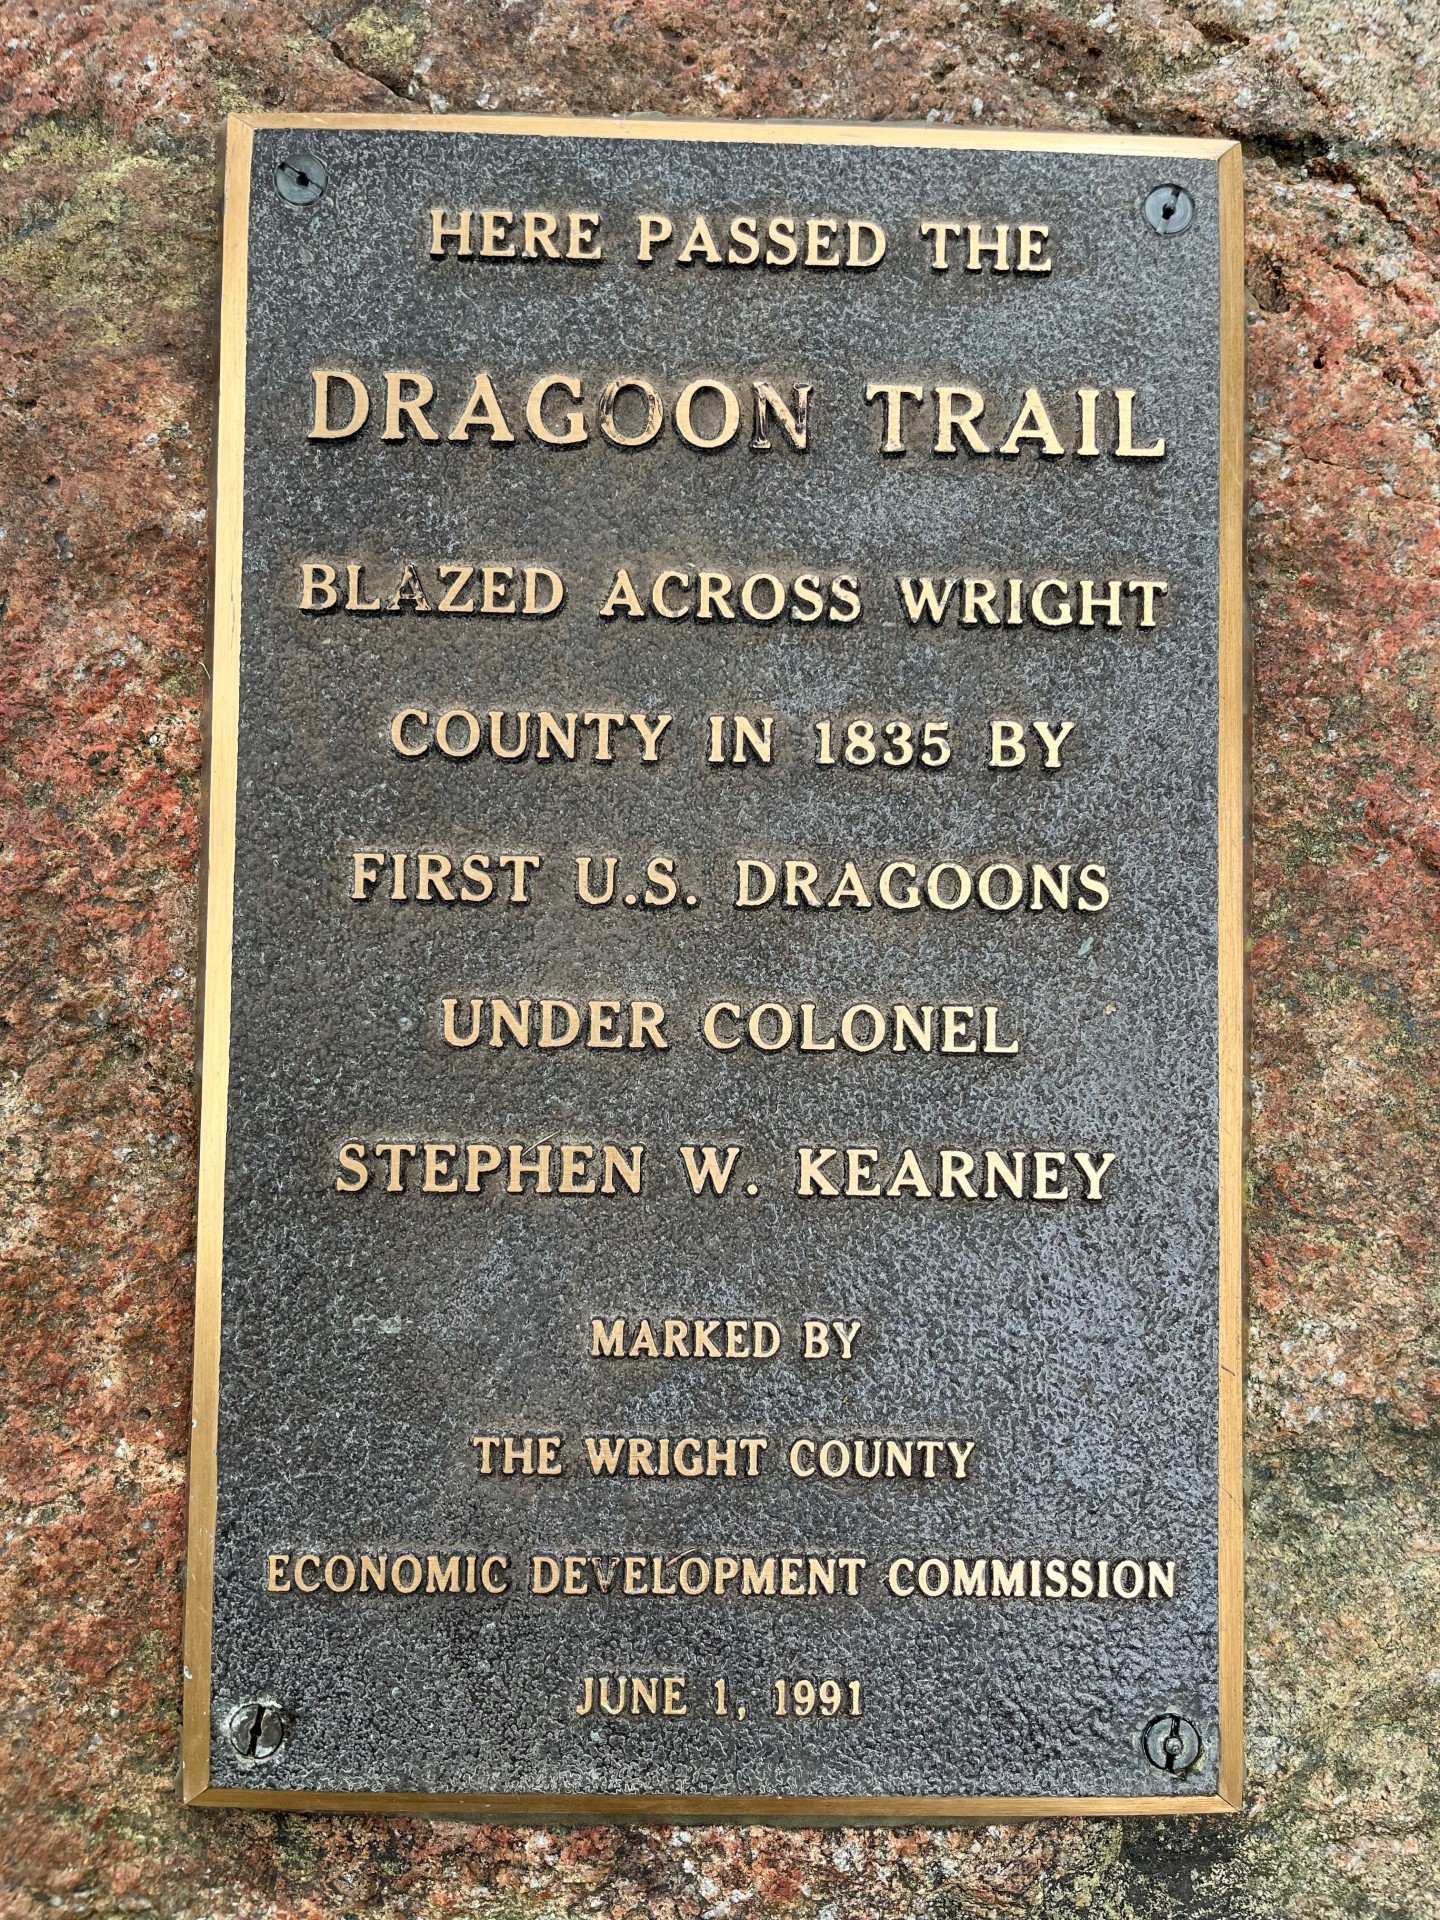 HERE PASSED THE
DRAGOON TRAIL
BLAZED ACROSS WRIGHT
COUNTY IN 1835 BY
FIRST U.S. DRAGOONS
UNDER COLONEL
STEPHEN W. KEARNEY
MARKED BY
THE WRIGHT COUNTY
ECONOMIC DEVELOPMENT COMMISSION
JUNE 1, 1991